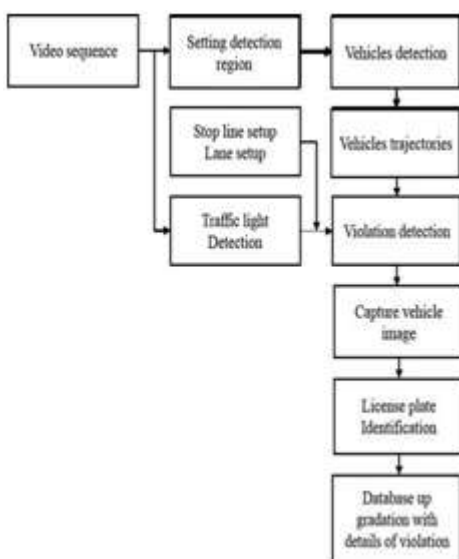 Video sequence
Setting detection
region
Vehicles detection
Stop line setup
Lane setup
Vehicles trajectories
Traffic light
Detection
Violation detection
Capture vehicle
image
License plate
Identification
Database up
gradation with
details of violation